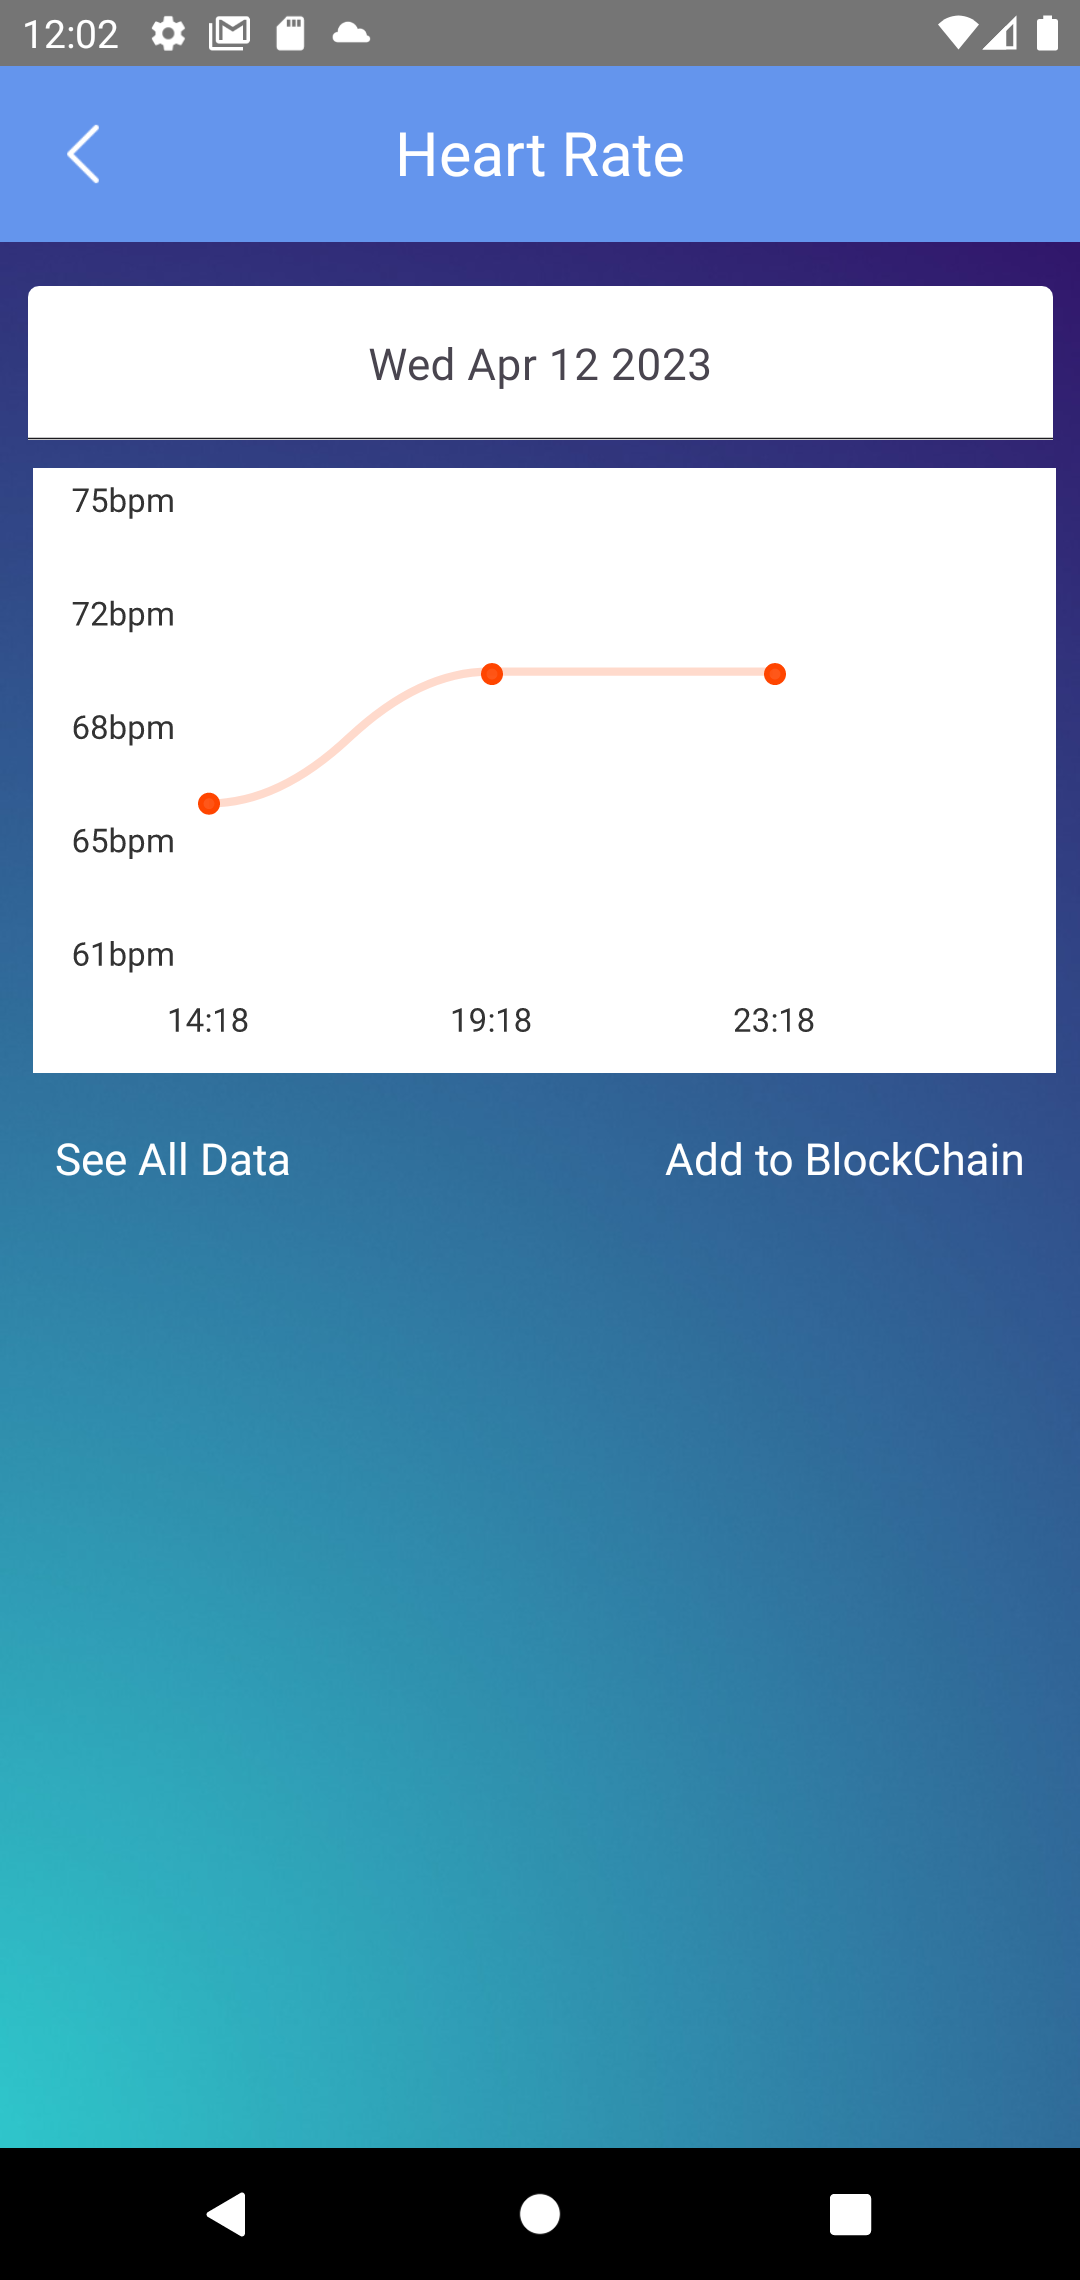 12:02
Heart Rate
Wed Apr 12 2023
75bpm
72bpm
68bpm
65bpm
61bpm
14:18 19:18 23:18
See All Data Add to BlockChain